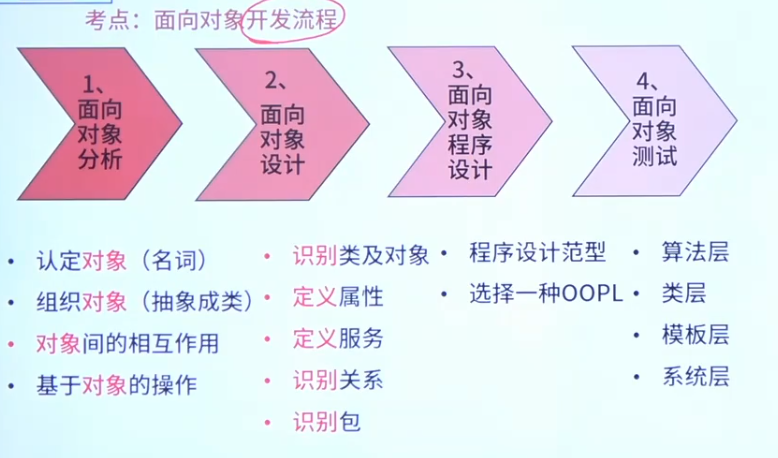 考点：面向对象开发流程
1、
面向
对象
分析
2、
面向
对象
设计
3、
面向
对象
程序
设计
4、
面向
对象
测试
• 认定对象（名词）
• 组织对象（抽象成类）
• 对象间的相互作用
• 基于对象的操作
• 识别类及对象
• 定义属性
• 定义服务
• 识别关系
• 识别包
• 程序设计范型
• 选择一种OOPL
• 算法层
• 类层
• 模板层
• 系统层